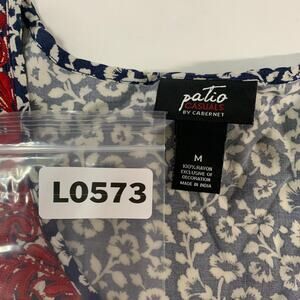 patio
CASUALS
BY CABERNET
M
100% RAYON
EXCLUSIVE OF
DECORATION
MADE IN INDIA
L0573